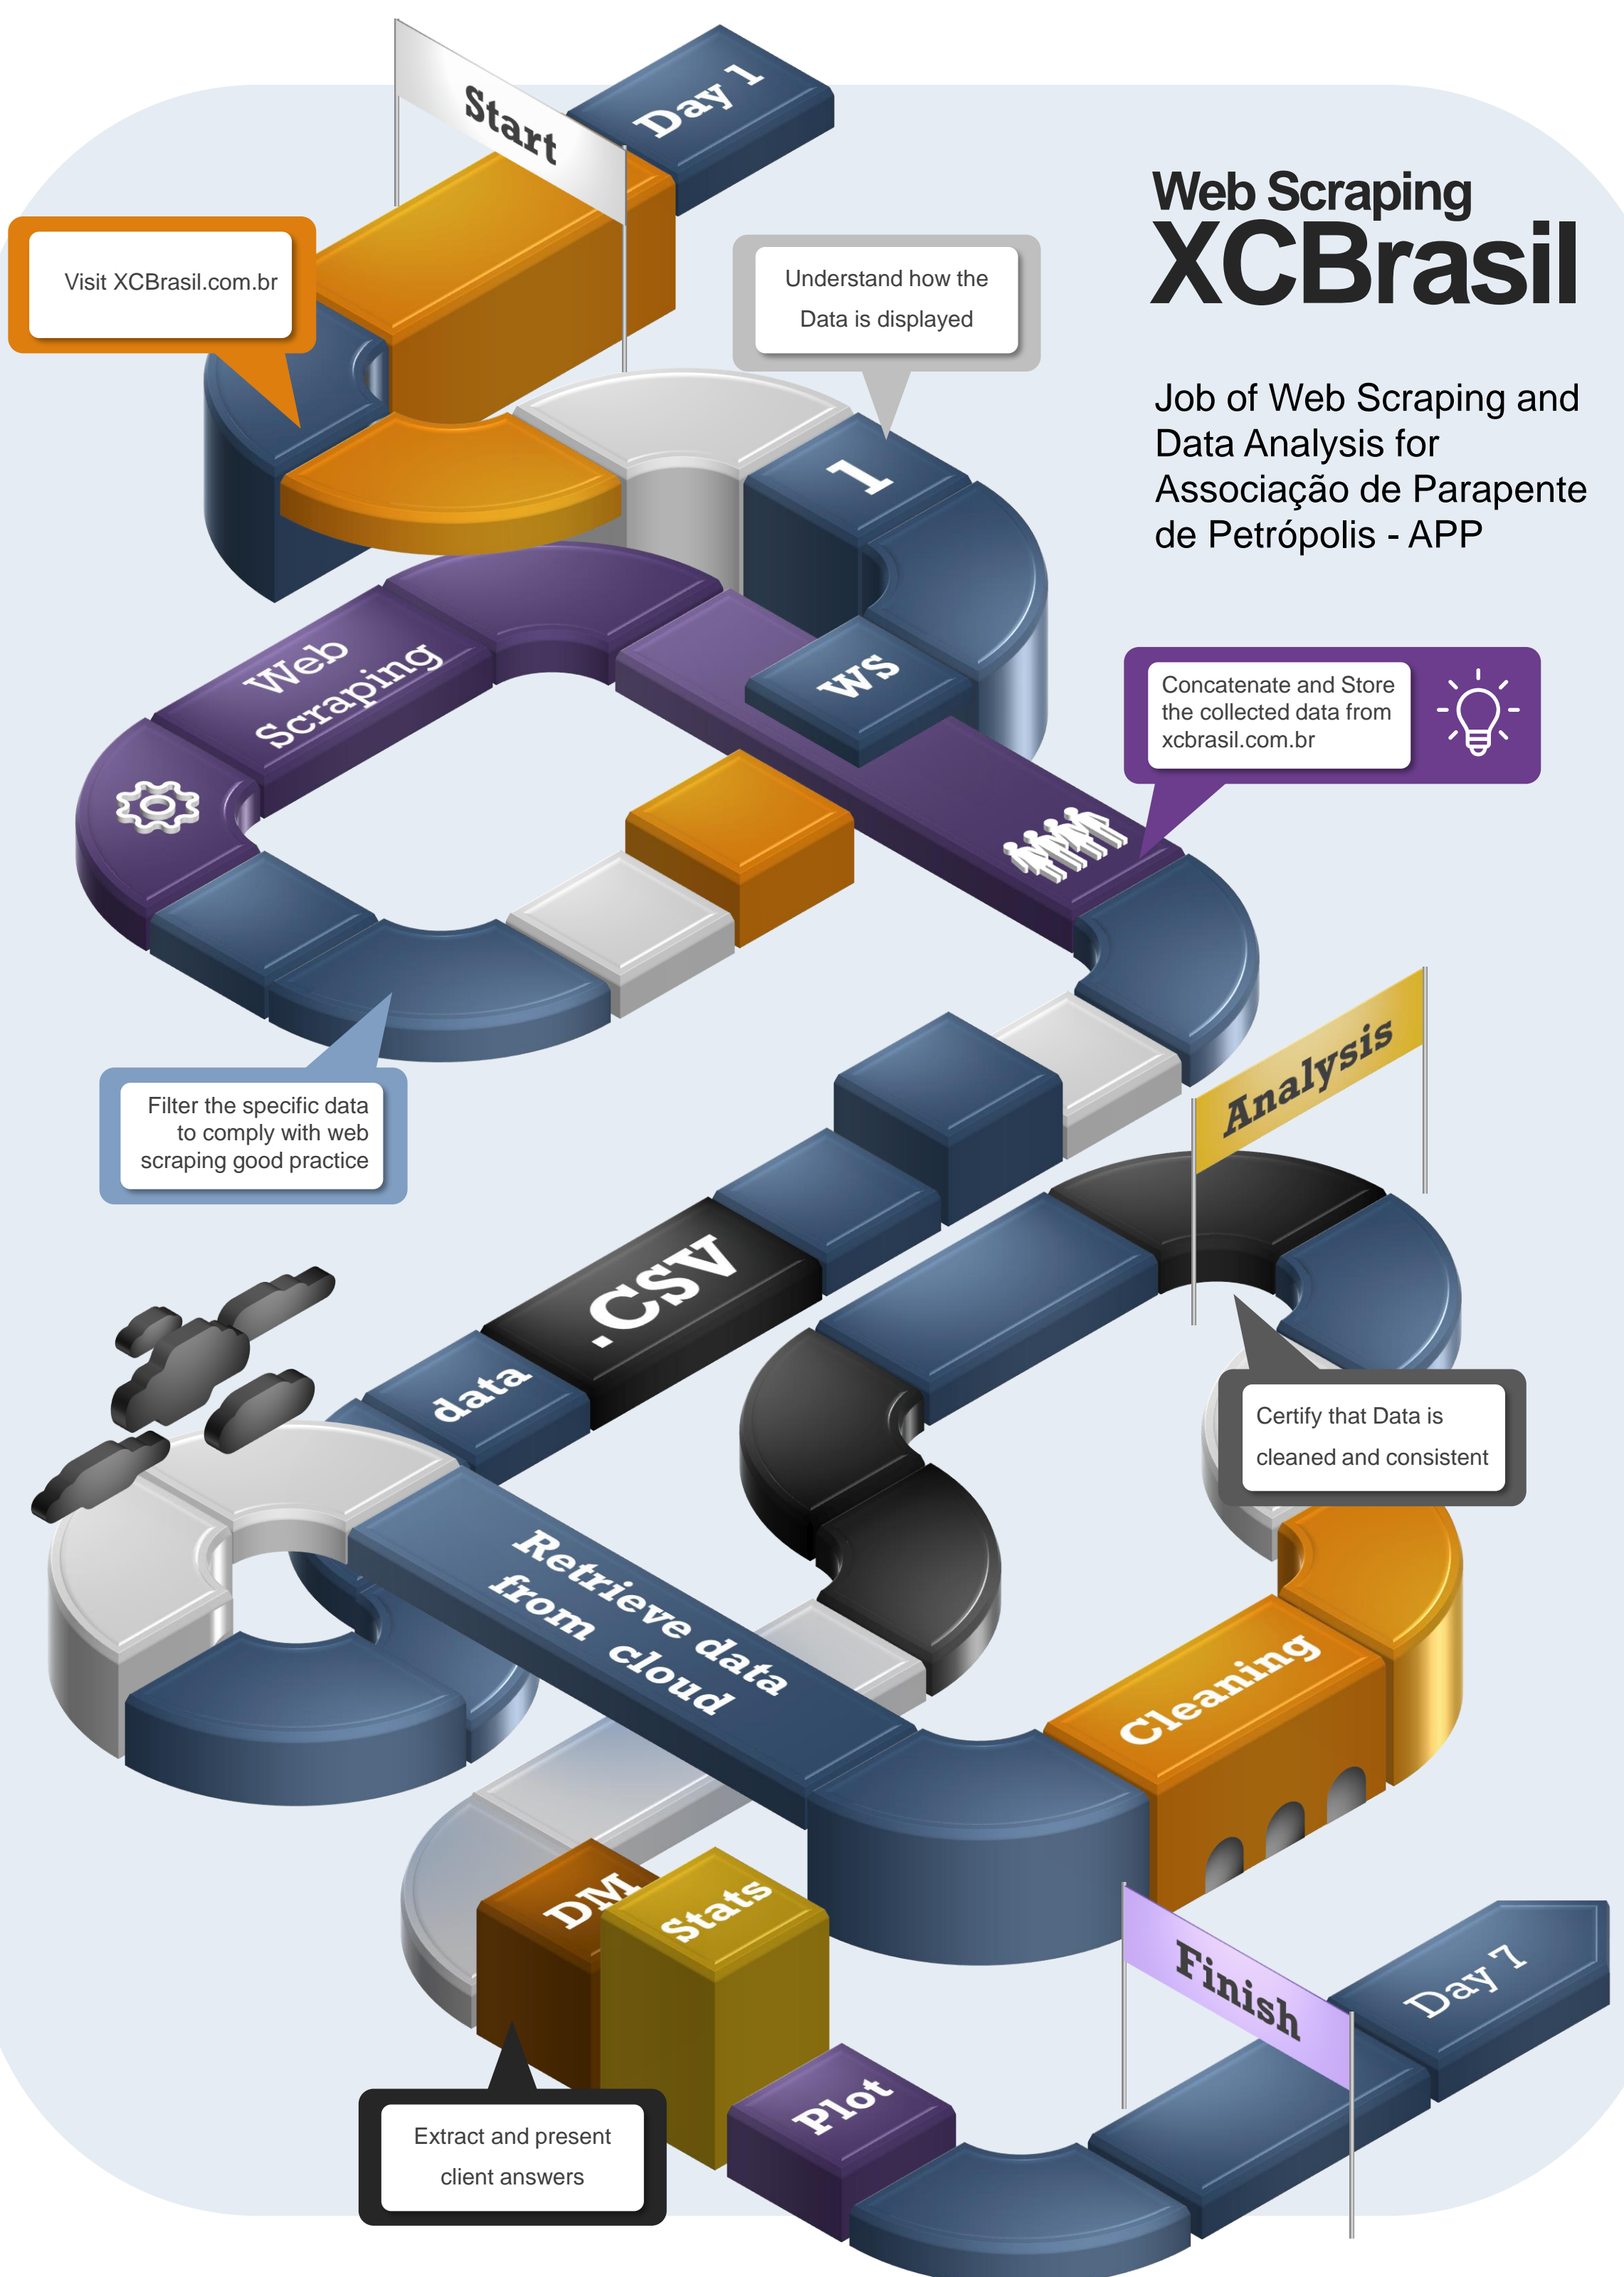 Day 1
Start
Web Scraping
XCBrasil
Visit XCBrasil.com.br
Understand how the
Data is displayed
Job of Web Scraping and
Data Analysis for
Associação de Parapente
de Petrópolis - APP
1
ws
Web
Scraping
Concatenate and Store
the collected data from
xcbrasil.com.br
Filter the specific data
to comply with web
scraping good practice
Analysis
.CSV
data
Certify that Data is
cleaned and consistent
Retrieve data
from cloud
Cleaning
DM
Stats
Finish
Day 7
Plot
Extract and present
client answers